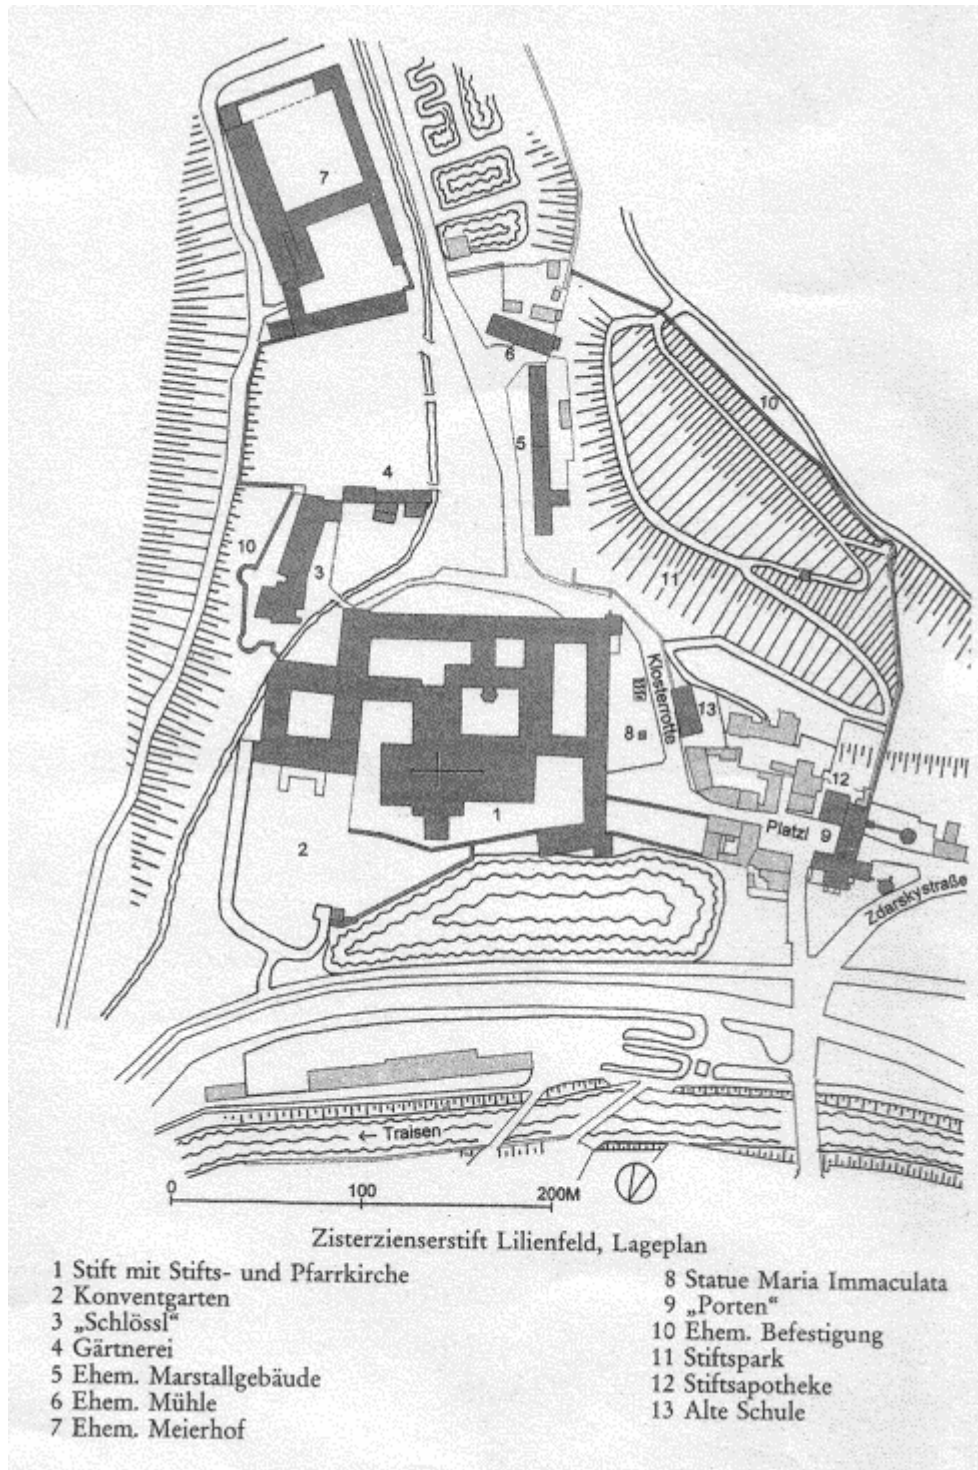 7
6
10
5
4
10
3
11
Klosterrotte
13
8
12
1
Platzl 9
2
Zdarskystraße
← Traisen
0 100 200M
Zisterzienserstift Lilienfeld, Lageplan
1 Stift mit Stifts- und Pfarrkirche
2 Konventgarten
3 „Schlössl“
4 Gärtnerei
5 Ehem. Marstallgebäude
6 Ehem. Mühle
7 Ehem. Meierhof
8 Statue Maria Immaculata
9 „Porten“
10 Ehem. Befestigung
11 Stiftspark
12 Stiftsapotheke
13 Alte Schule